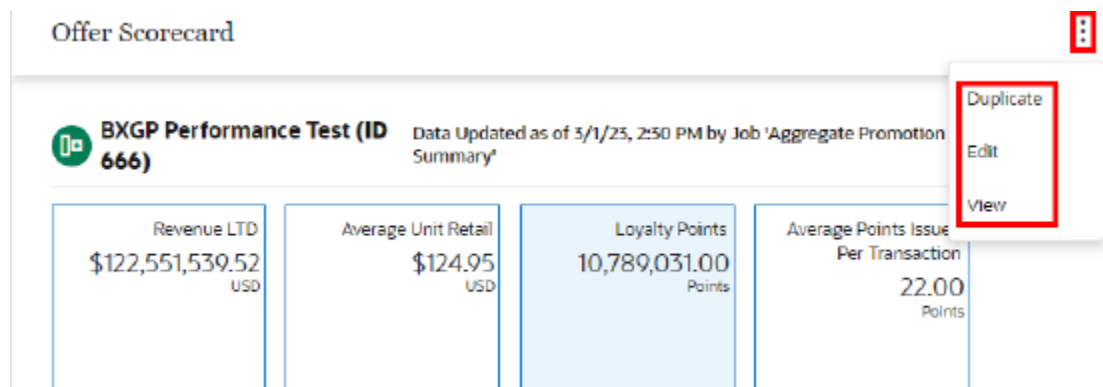 Offer Scorecard
Duplicate
Edit
View
BXGP Performance Test (ID
666)
Data Updated as of 3/1/23, 2:30 PM by Job 'Aggregate Promotion
Summary'
Revenue LTD
$122,551,539.52
USD
Average Unit Retail
$124.95
USD
Loyalty Points
10,789,031.00
Points
Average Points Issue
Per Transaction
22.00
Points